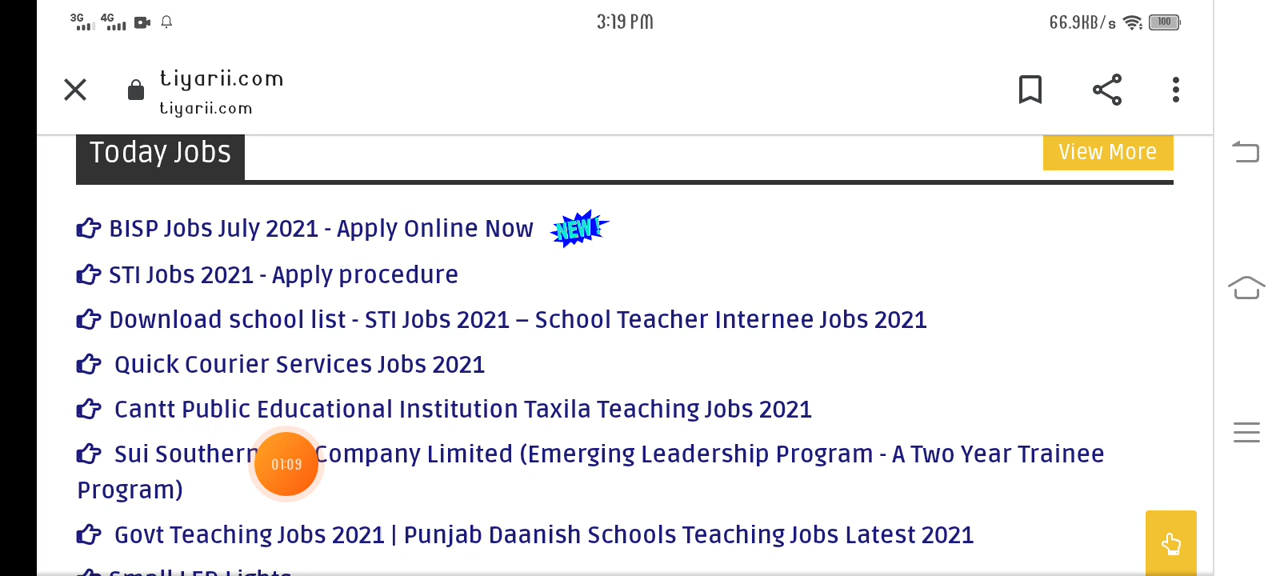 3G 4G 3:19 PM 66.9KB/s 100
tiyarii.com
tiyarii.com
Today Jobs View More
BISP Jobs July 2021 - Apply Online Now NEW!
STI Jobs 2021 - Apply procedure
Download school list - STI Jobs 2021 – School Teacher Internee Jobs 2021
Quick Courier Services Jobs 2021
Cantt Public Educational Institution Taxila Teaching Jobs 2021
Sui Southern Company Limited (Emerging Leadership Program - A Two Year Trainee
01:09
Program)
Govt Teaching Jobs 2021 | Punjab Daanish Schools Teaching Jobs Latest 2021
Small LED Lights